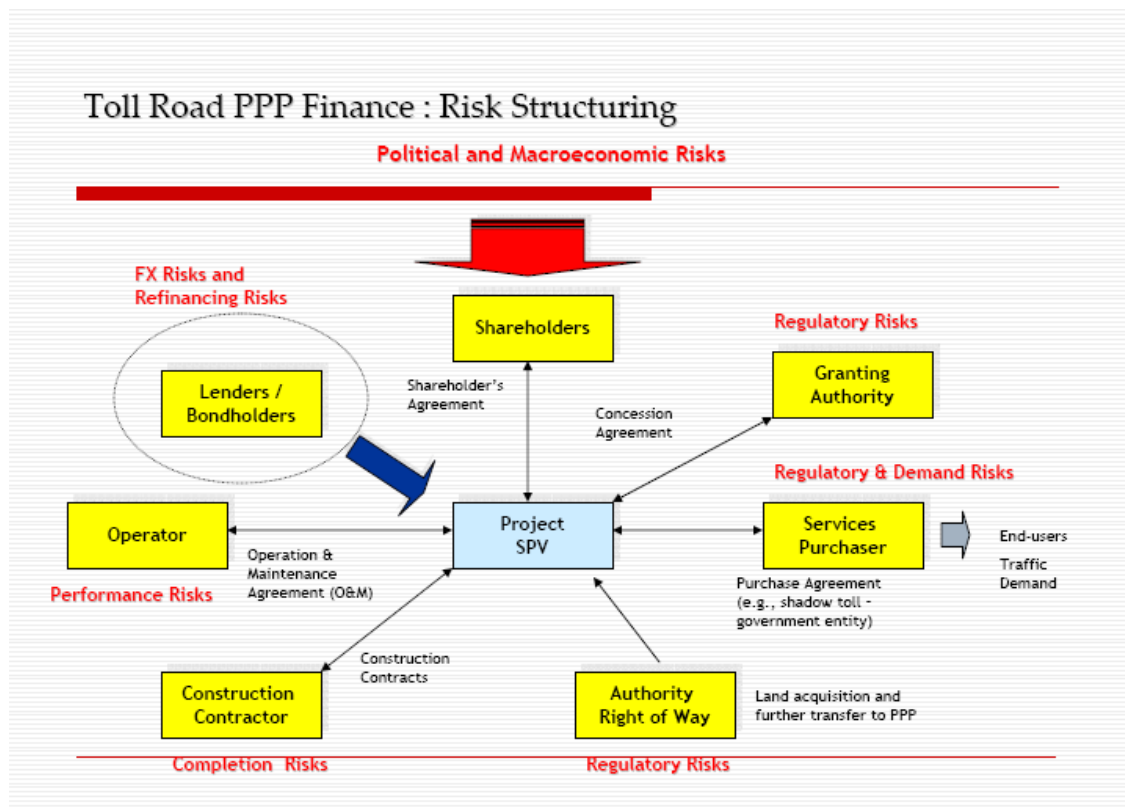 Toll Road PPP Finance : Risk Structuring
Political and Macroeconomic Risks
FX Risks and
Refinancing Risks
Shareholders
Regulatory Risks
Lenders /
Bondholders
Shareholder's
Agreement
Granting
Authority
Concession
Agreement
Regulatory & Demand Risks
Operator
Project
SPV
Services
Purchaser
End-users
Traffic
Demand
Operation &
Maintenance
Agreement (O&M)
Performance Risks
Purchase Agreement
(e.g., shadow toll –
government entity)
Construction
Contracts
Construction
Contractor
Authority
Right of Way
Land acquisition and
further transfer to PPP
Completion Risks
Regulatory Risks